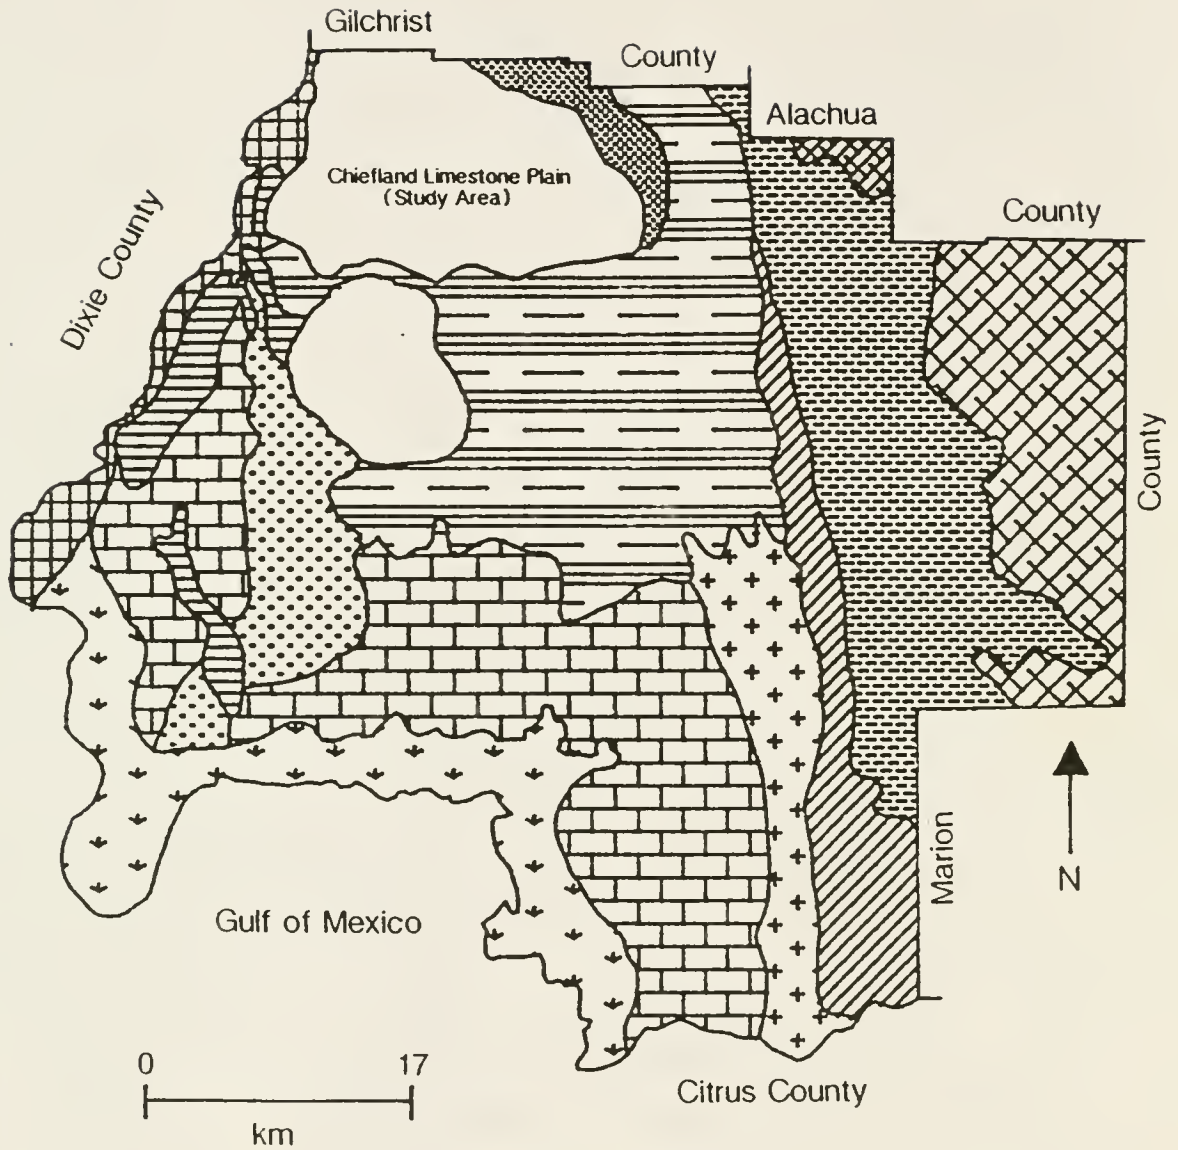 Gilchrist
County
Alachua
County
Chiefland Limestone Plain
(Study Area)
Dixie County
County
Marion
N
Gulf of Mexico
0 17
km
Citrus County